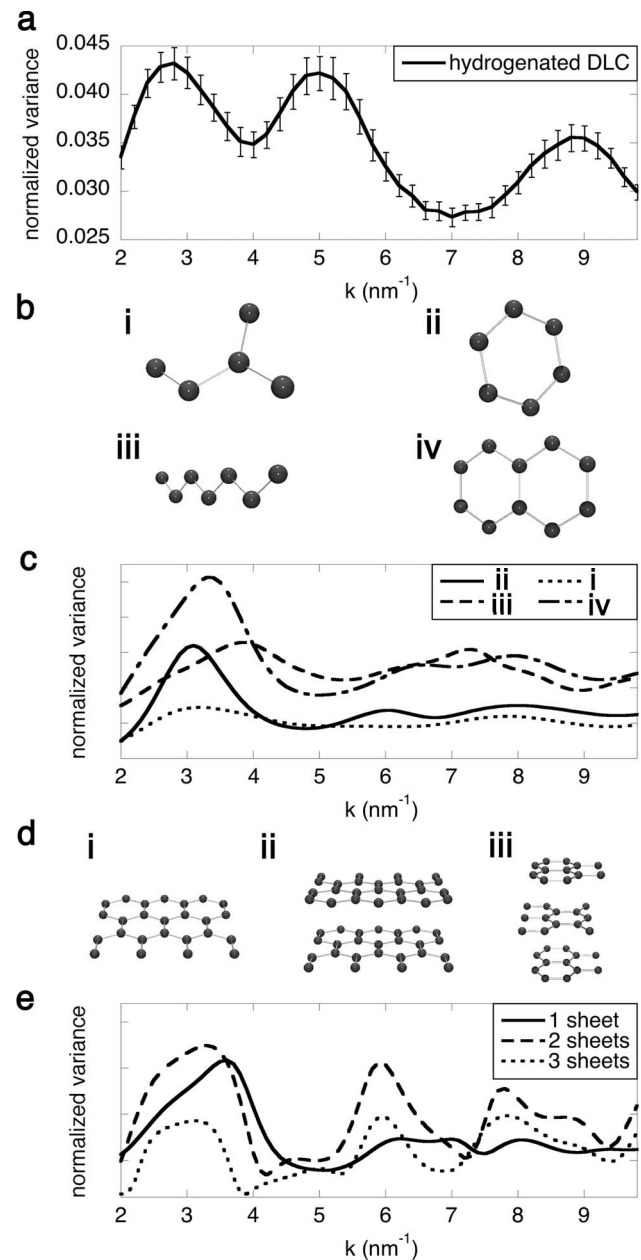 a
0.045
0.040
0.035
0.030
0.025
normalized variance
hydrogenated DLC
2 3 4 5 6 7 8 9
k (nm-1)
b
i ii
iii iv
c
normalized variance
ii i
iii iv
2 3 4 5 6 7 8 9
k (nm-1)
d
i ii iii
e
normalized variance
1 sheet
2 sheets
3 sheets
2 3 4 5 6 7 8 9
k (nm-1)